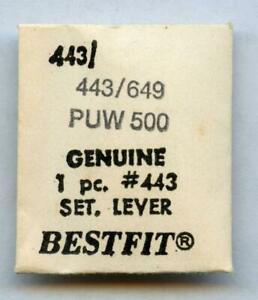 443/
443/649
PUW 500
GENUINE
1 pc. #443
SET. LEVER
BESTFIT®